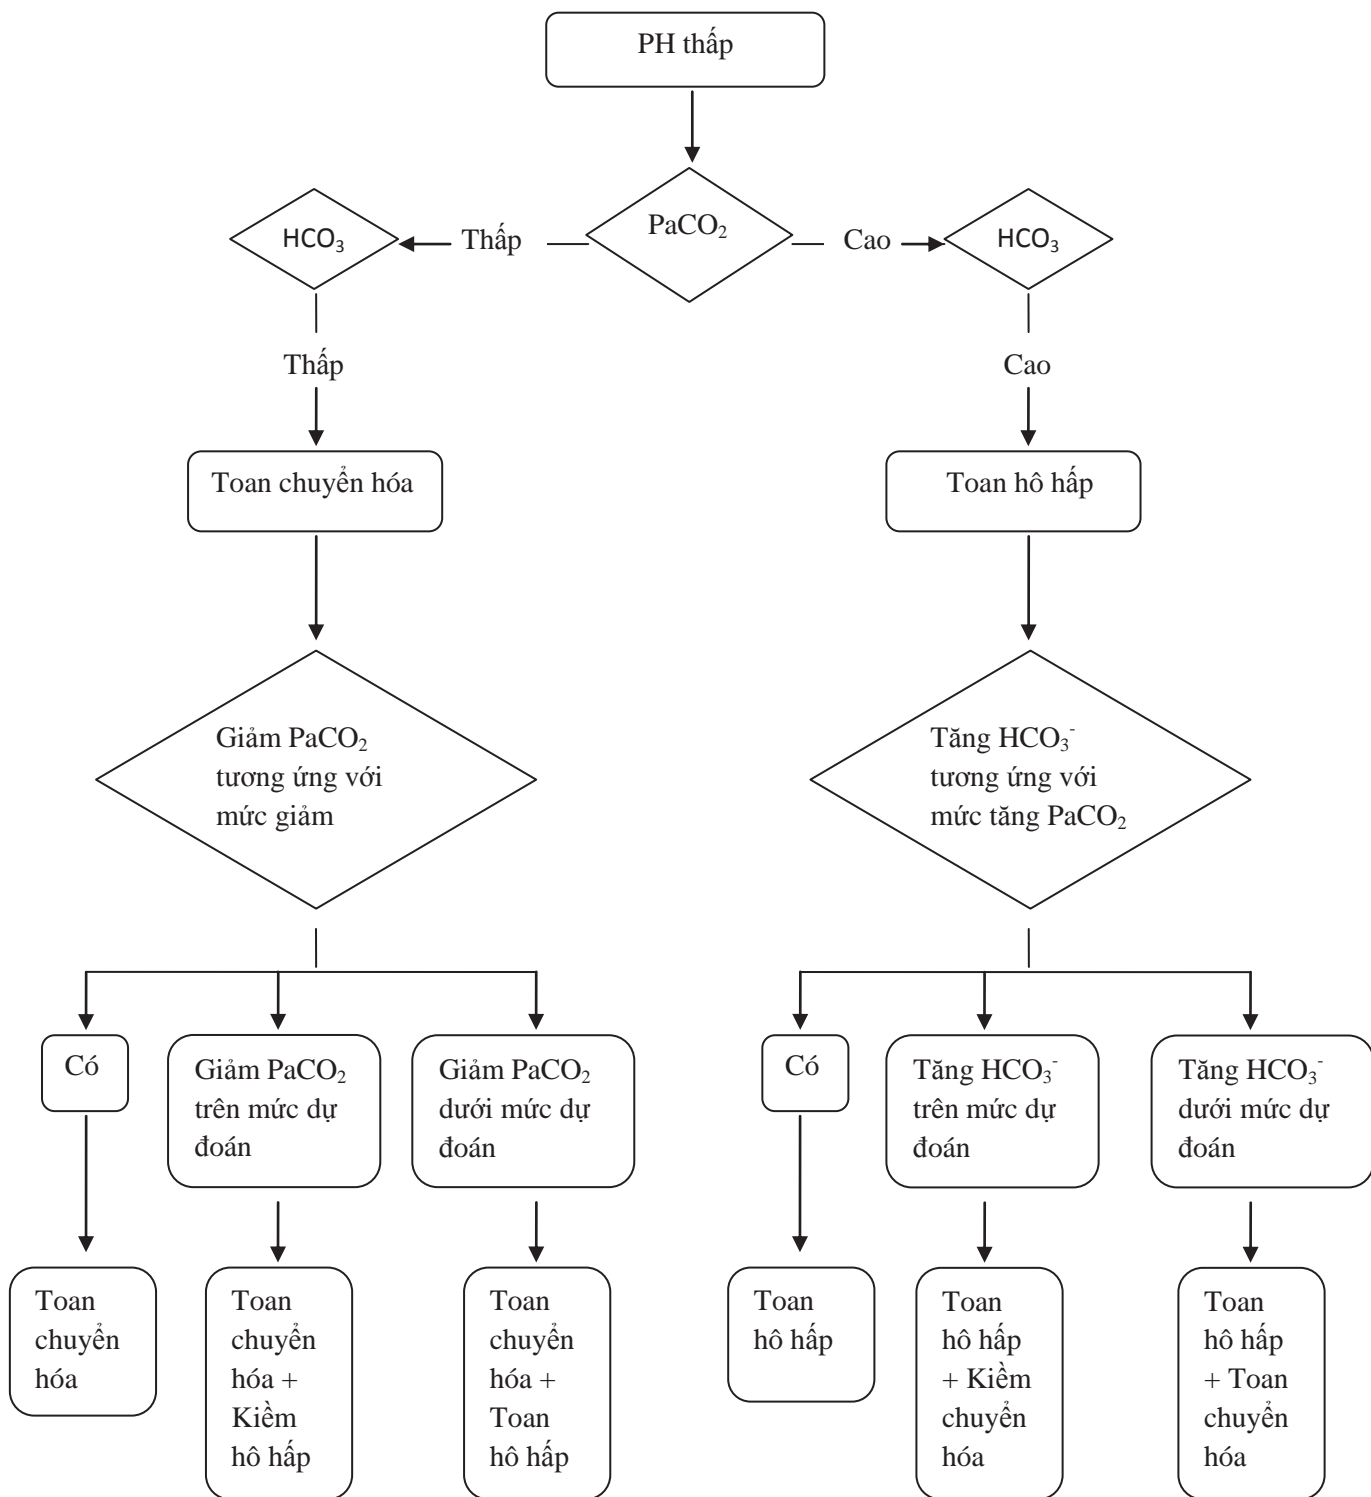 PH thấp
PaCO₂
HCO₃
Thấp
Cao
HCO₃
Thấp
Cao
Toan chuyển hóa
Toan hô hấp
Giảm PaCO₂
tương ứng với
mức giảm
Tăng HCO₃⁻
tương ứng với
mức tăng PaCO₂
Có
Giảm PaCO₂
trên mức dự
đoán
Giảm PaCO₂
dưới mức dự
đoán
Có
Tăng HCO₃⁻
trên mức dự
đoán
Tăng HCO₃⁻
dưới mức dự
đoán
Toan
chuyển
hóa
Toan
chuyển
hóa +
Kiềm
hô hấp
Toan
chuyển
hóa +
Toan
hô hấp
Toan
hô hấp
Toan
hô hấp
+ Kiềm
chuyển
hóa
Toan
hô hấp
+ Toan
chuyển
hóa